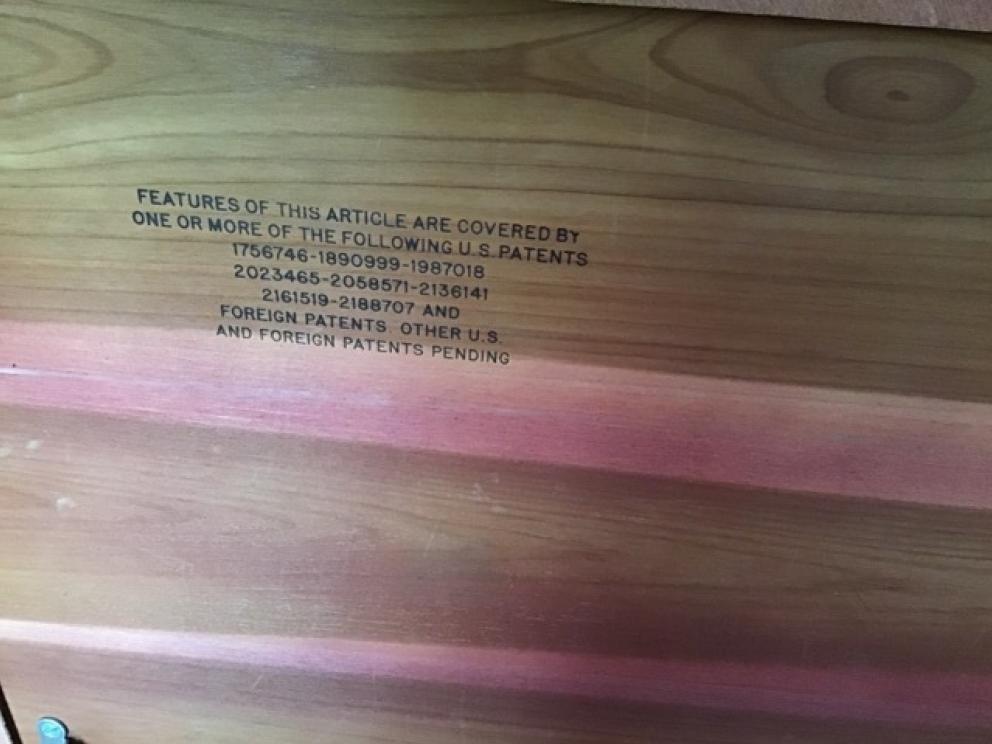 FEATURES OF THIS ARTICLE ARE COVERED BY
ONE OR MORE OF THE FOLLOWING U.S. PATENTS
1756746-1890999-1987018
2023465-2058571-2136141
2161519-2188707 AND
FOREIGN PATENTS. OTHER U.S.
AND FOREIGN PATENTS PENDING